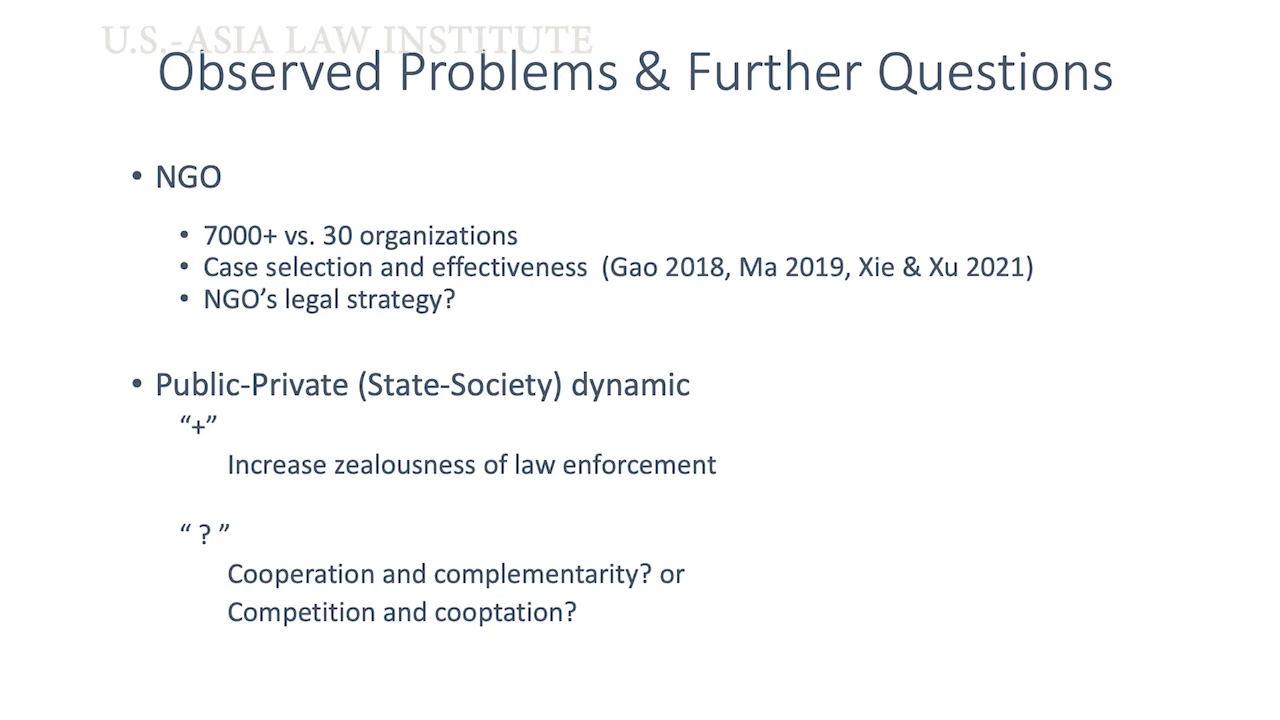 U.S.-ASIA LAW INSTITUTE
Observed Problems & Further Questions
• NGO
• 7000+ vs. 30 organizations
• Case selection and effectiveness (Gao 2018, Ma 2019, Xie & Xu 2021)
• NGO’s legal strategy?
• Public-Private (State-Society) dynamic
“+”
Increase zealousness of law enforcement
“ ? ”
Cooperation and complementarity? or
Competition and cooptation?